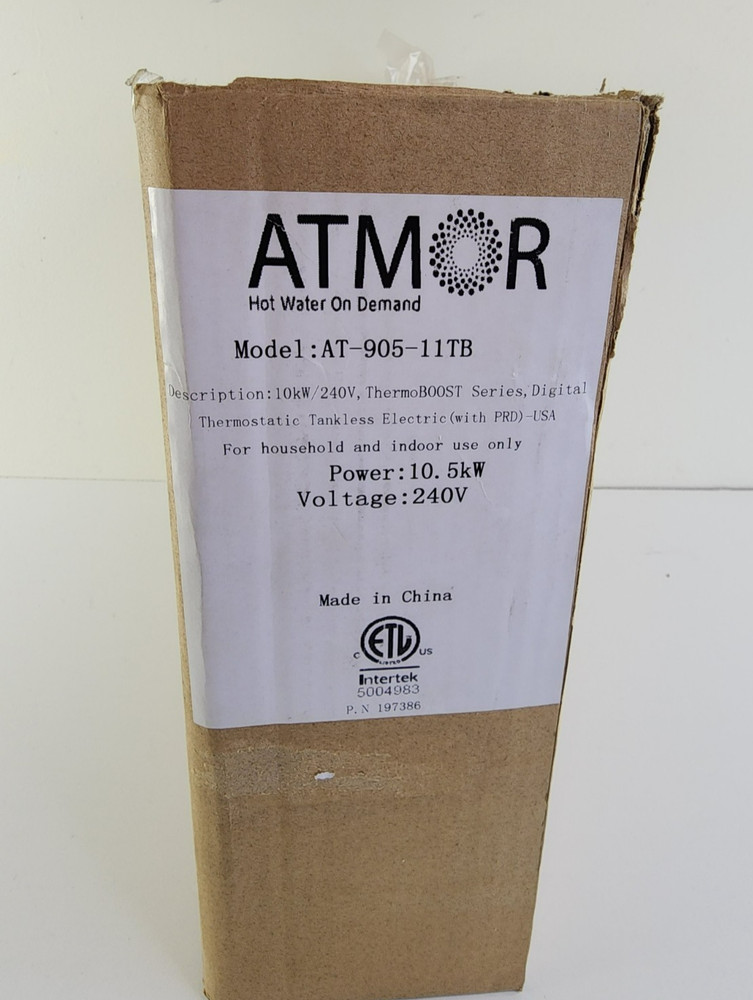 ATMOR
Hot Water On Demand
Model:AT-905-11TB
Description:10kW/240V, ThermoBOOST Series, Digital
Thermostatic Tankless Electric(with PRD)-USA
For household and indoor use only
Power:10.5kW
Voltage:240V
Made in China
ETL
LISTED
C US
Intertek
5004983
P.N 197386